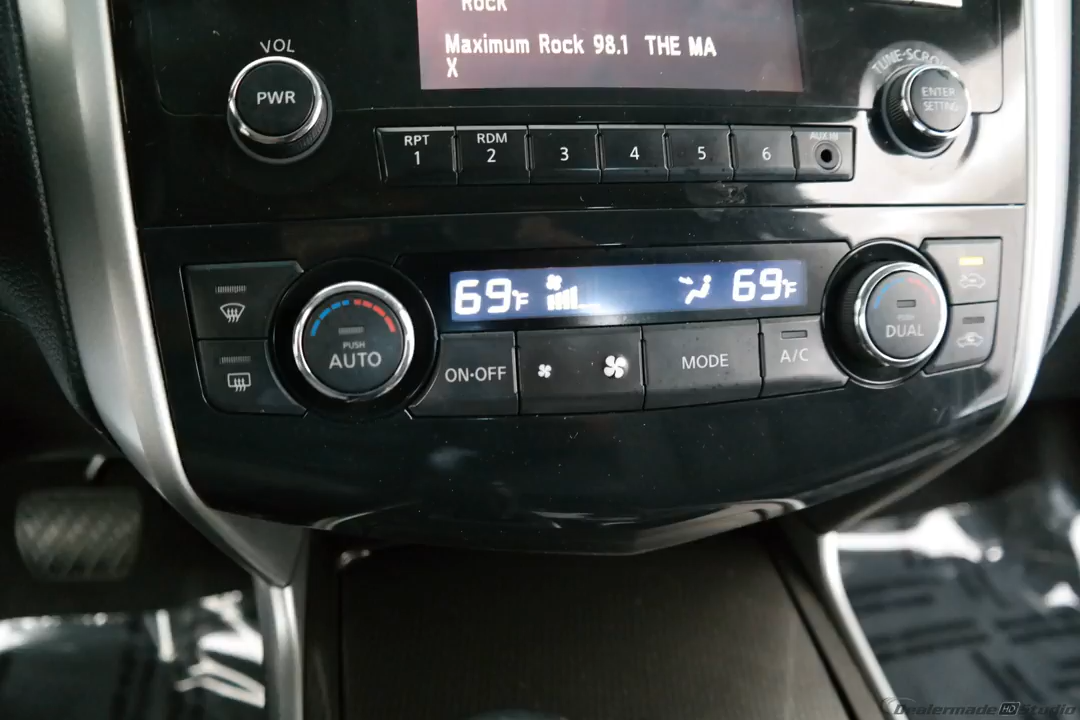 Rock
Maximum Rock 98.1 THE MA
X
VOL
PWR
TUNE·SCROLL
ENTER
SETTING
RPT
1
RDM
2
3
4
5
6
AUX IN
69°F
69°F
PUSH
AUTO
ON·OFF
MODE
A/C
DUAL
Dealermade HD Studio